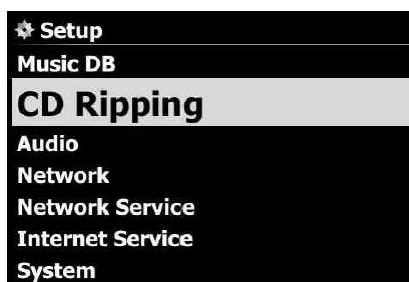 Setup
Music DB
CD Ripping
Audio
Network
Network Service
Internet Service
System